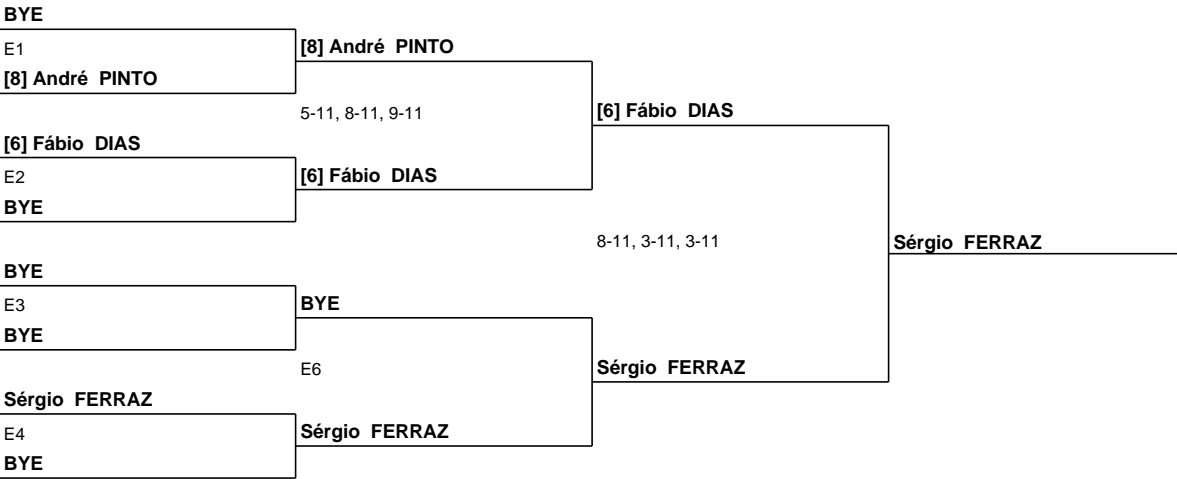 BYE
E1
[8] André PINTO
[8] André PINTO
5-11, 8-11, 9-11
[6] Fábio DIAS
E2
BYE
[6] Fábio DIAS
[6] Fábio DIAS
8-11, 3-11, 3-11
BYE
E3
BYE
BYE
E6
Sérgio FERRAZ
E4
BYE
Sérgio FERRAZ
Sérgio FERRAZ
Sérgio FERRAZ